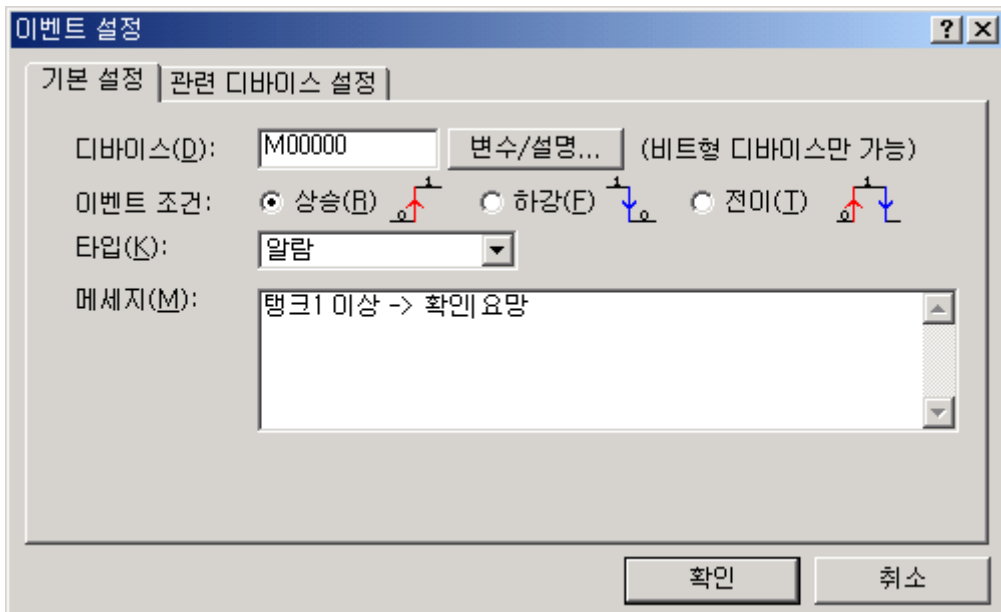 이벤트 설정
기본 설정 관련 디바이스 설정
디바이스(D): M00000 변수/설명... (비트형 디바이스만 가능)
이벤트 조건: 상승(R) 0 1 하강(F) 1 0 전이(T) 0 1
타입(K): 알람
메세지(M): 탱크1 이상 -> 확인 요망
확인 취소